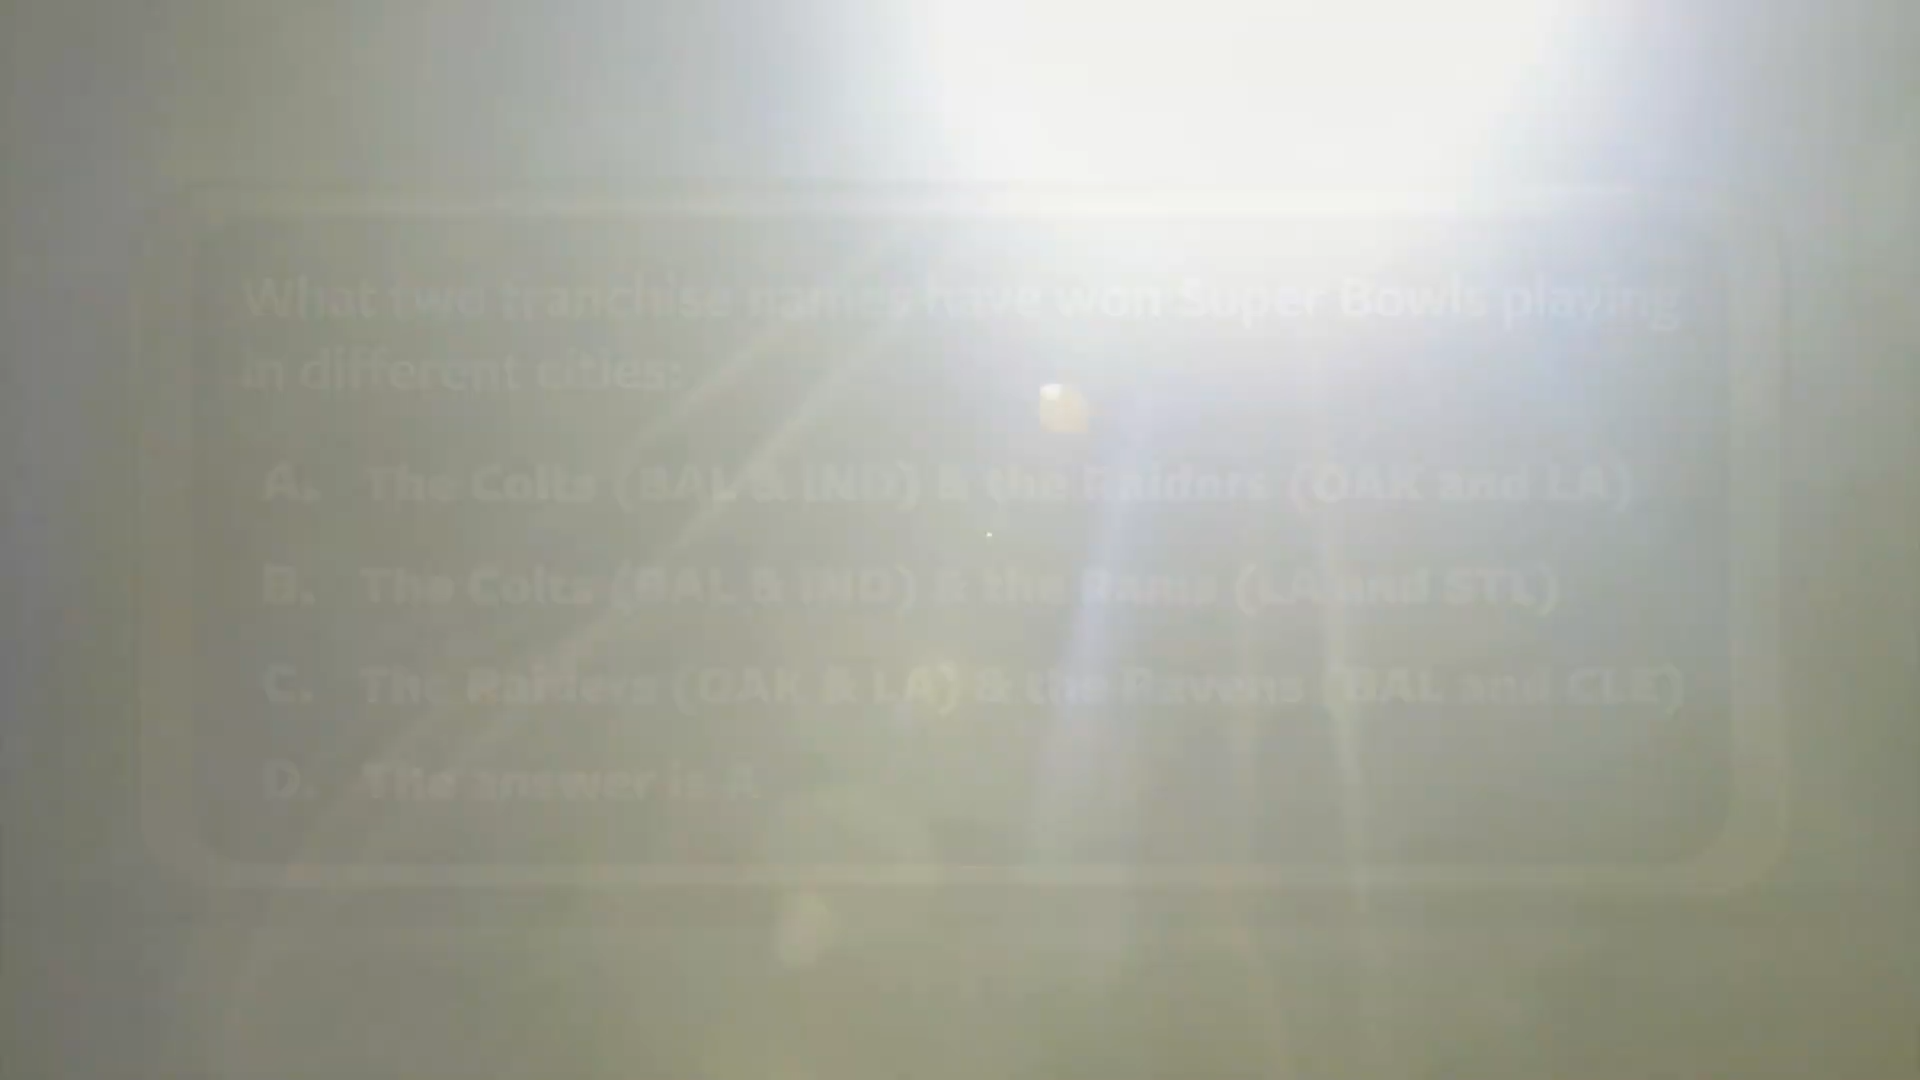 What two franchise names have won Super Bowls playing
in different cities:
A. The Colts (BAL & IND) & the Raiders (OAK and LA)
B. The Colts (BAL & IND) & the Rams (LA and STL)
C. The Raiders (OAK & LA) & the Ravens (BAL and CLE)
D. The answer is A